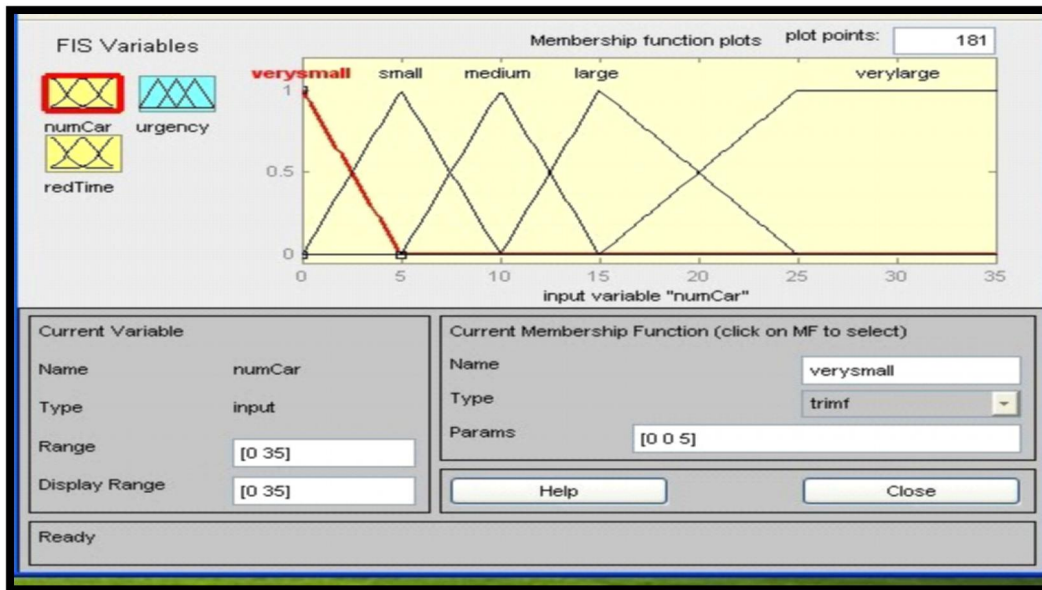 FIS Variables
Membership function plots
plot points:
181
verysmall
small
medium
large
verylarge
numCar
urgency
redTime
1
0.5
0
0
5
10
15
20
25
30
35
input variable "numCar"
Current Variable
Name
numCar
Type
input
Range
[0 35]
Display Range
[0 35]
Current Membership Function (click on MF to select)
Name
verysmall
Type
trimf
Params
[0 0 5]
Help
Close
Ready